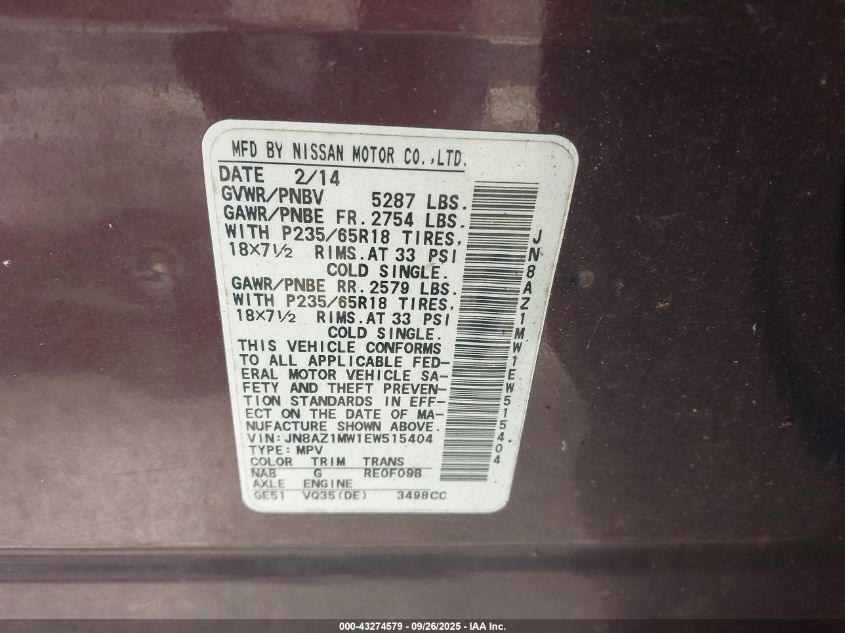 MFD BY NISSAN MOTOR CO.,LTD.
DATE 2/14
GVWR/PNBV 5287 LBS.
GAWR/PNBE FR. 2754 LBS.
WITH P235/65R18 TIRES,
18X7½ RIMS.AT 33 PSI
COLD SINGLE.
GAWR/PNBE RR. 2579 LBS.
WITH P235/65R18 TIRES,
18X7½ RIMS.AT 33 PSI
COLD SINGLE.
THIS VEHICLE CONFORMS
TO ALL APPLICABLE FED-
ERAL MOTOR VEHICLE SA-
FETY AND THEFT PREVEN-
TION STANDARDS IN EFF-
ECT ON THE DATE OF MA-
NUFACTURE SHOWN ABOVE.
VIN: JN8AZ1MW1EW515404
TYPE: MPV
COLOR TRIM TRANS
NAB G RE0F09B
AXLE ENGINE
GE51 VQ35(DE) 3498CC
JN8AZ1MW1EW515404
000-43274579 - 09/26/2025 - IAA Inc.